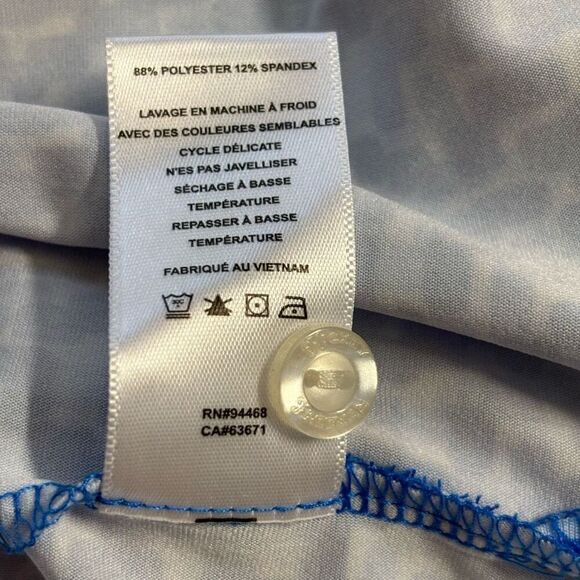 88% POLYESTER 12% SPANDEX
LAVAGE EN MACHINE À FROID
AVEC DES COULEURES SEMBLABLES
CYCLE DÉLICATE
N'ES PAS JAVELLISER
SÉCHAGE À BASSE
TEMPÉRATURE
REPASSER À BASSE
TEMPÉRATURE
FABRIQUÉ AU VIETNAM
30C
RN#94468
CA#63671